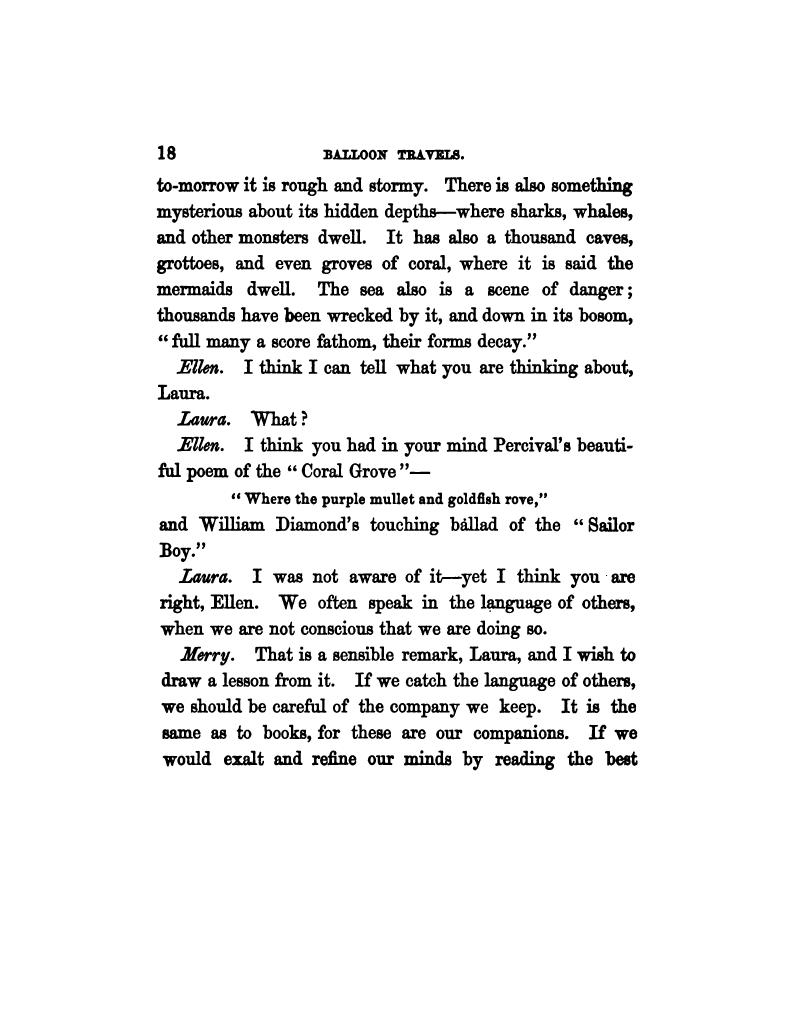 18 BALLOON TRAVELS.
to-morrow it is rough and stormy. There is also something
mysterious about its hidden depths—where sharks, whales,
and other monsters dwell. It has also a thousand caves,
grottoes, and even groves of coral, where it is said the
mermaids dwell. The sea also is a scene of danger;
thousands have been wrecked by it, and down in its bosom,
“full many a score fathom, their forms decay.”
Ellen. I think I can tell what you are thinking about,
Laura.
Laura. What?
Ellen. I think you had in your mind Percival’s beauti-
ful poem of the “Coral Grove”—
“Where the purple mullet and goldfish rove,”
and William Diamond’s touching ballad of the “Sailor
Boy.”
Laura. I was not aware of it—yet I think you are
right, Ellen. We often speak in the language of others,
when we are not conscious that we are doing so.
Merry. That is a sensible remark, Laura, and I wish to
draw a lesson from it. If we catch the language of others,
we should be careful of the company we keep. It is the
same as to books, for these are our companions. If we
would exalt and refine our minds by reading the best